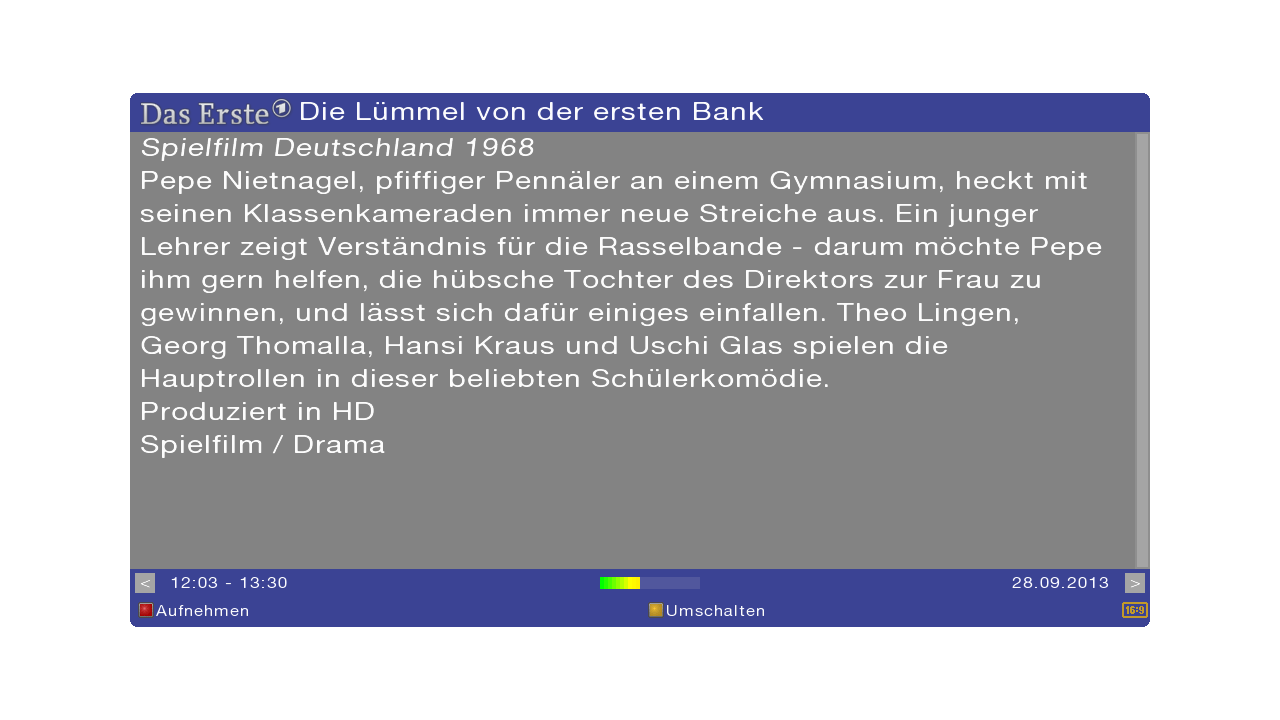 Das Erste Die Lümmel von der ersten Bank
Spielfilm Deutschland 1968
Pepe Nietnagel, pfiffiger Pennäler an einem Gymnasium, heckt mit
seinen Klassenkameraden immer neue Streiche aus. Ein junger
Lehrer zeigt Verständnis für die Rasselbande - darum möchte Pepe
ihm gern helfen, die hübsche Tochter des Direktors zur Frau zu
gewinnen, und lässt sich dafür einiges einfallen. Theo Lingen,
Georg Thomalla, Hansi Kraus und Uschi Glas spielen die
Hauptrollen in dieser beliebten Schülerkomödie.
Produziert in HD
Spielfilm / Drama
< 12:03 - 13:30 28.09.2013 >
Aufnehmen Umschalten 16:9